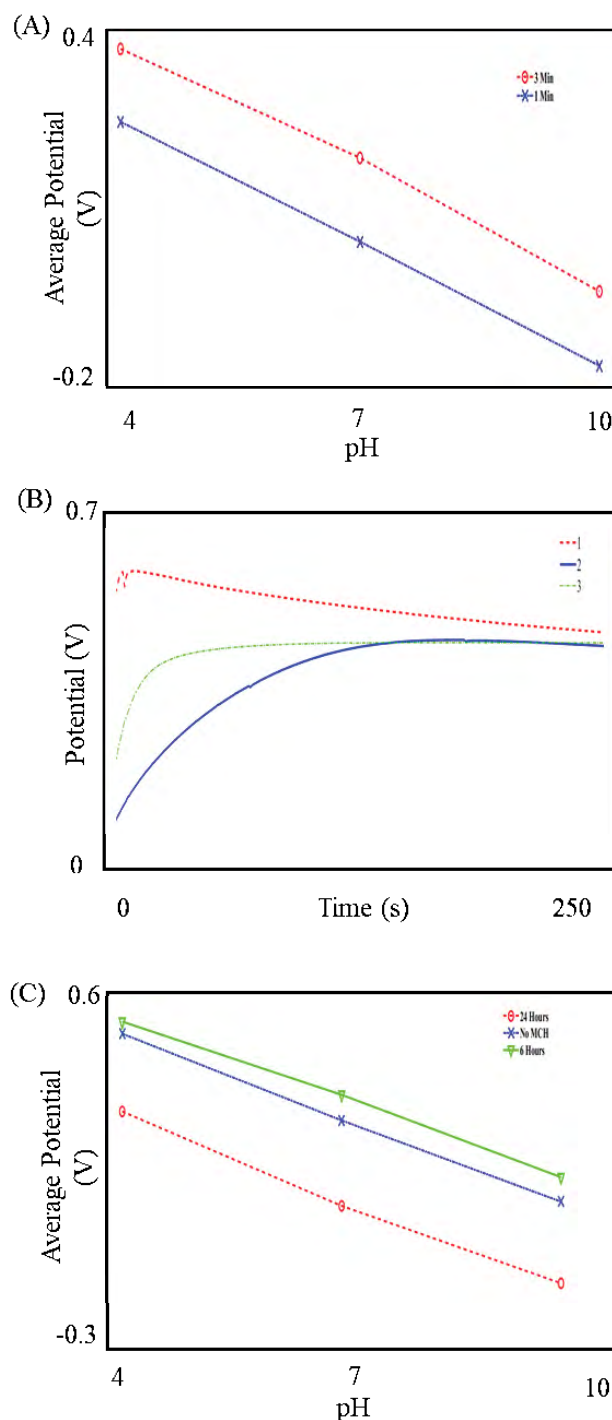 (A)
0.4
3 Min
1 Min
Average Potential
(V)
-0.2
4
7
10
pH
(B)
0.7
1
2
3
Potential (V)
0
0
Time (s)
250
(C)
0.6
24 Hours
No MCH
6 Hours
Average Potential
(V)
-0.3
4
7
10
pH